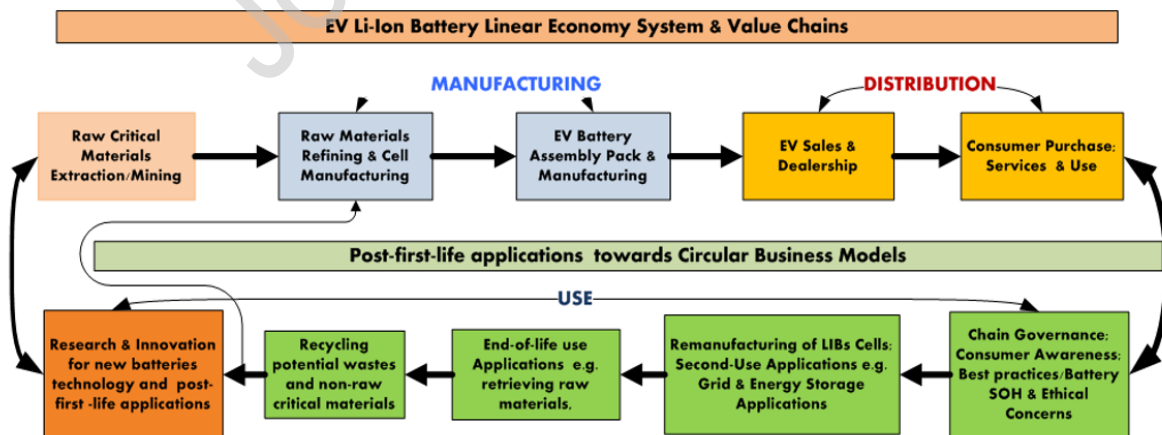 EV Li-Ion Battery Linear Economy System & Value Chains
MANUFACTURING
DISTRIBUTION
Raw Critical
Materials
Extraction/Mining
Raw Materials
Refining & Cell
Manufacturing
EV Battery
Assembly Pack &
Manufacturing
EV Sales &
Dealership
Consumer Purchase;
Services & Use
Post-first-life applications towards Circular Business Models
USE
Research & Innovation
for new batteries
technology and post-
first -life applications
Recycling
potential wastes
and non-raw
critical materials
End-of-life use
Applications e.g.
retrieving raw
materials,
Remanufacturing of LIBs Cells;
Second-Use Applications e.g.
Grid & Energy Storage
Applications
Chain Governance;
Consumer Awareness;
Best practices/Battery
SOH & Ethical
Concerns